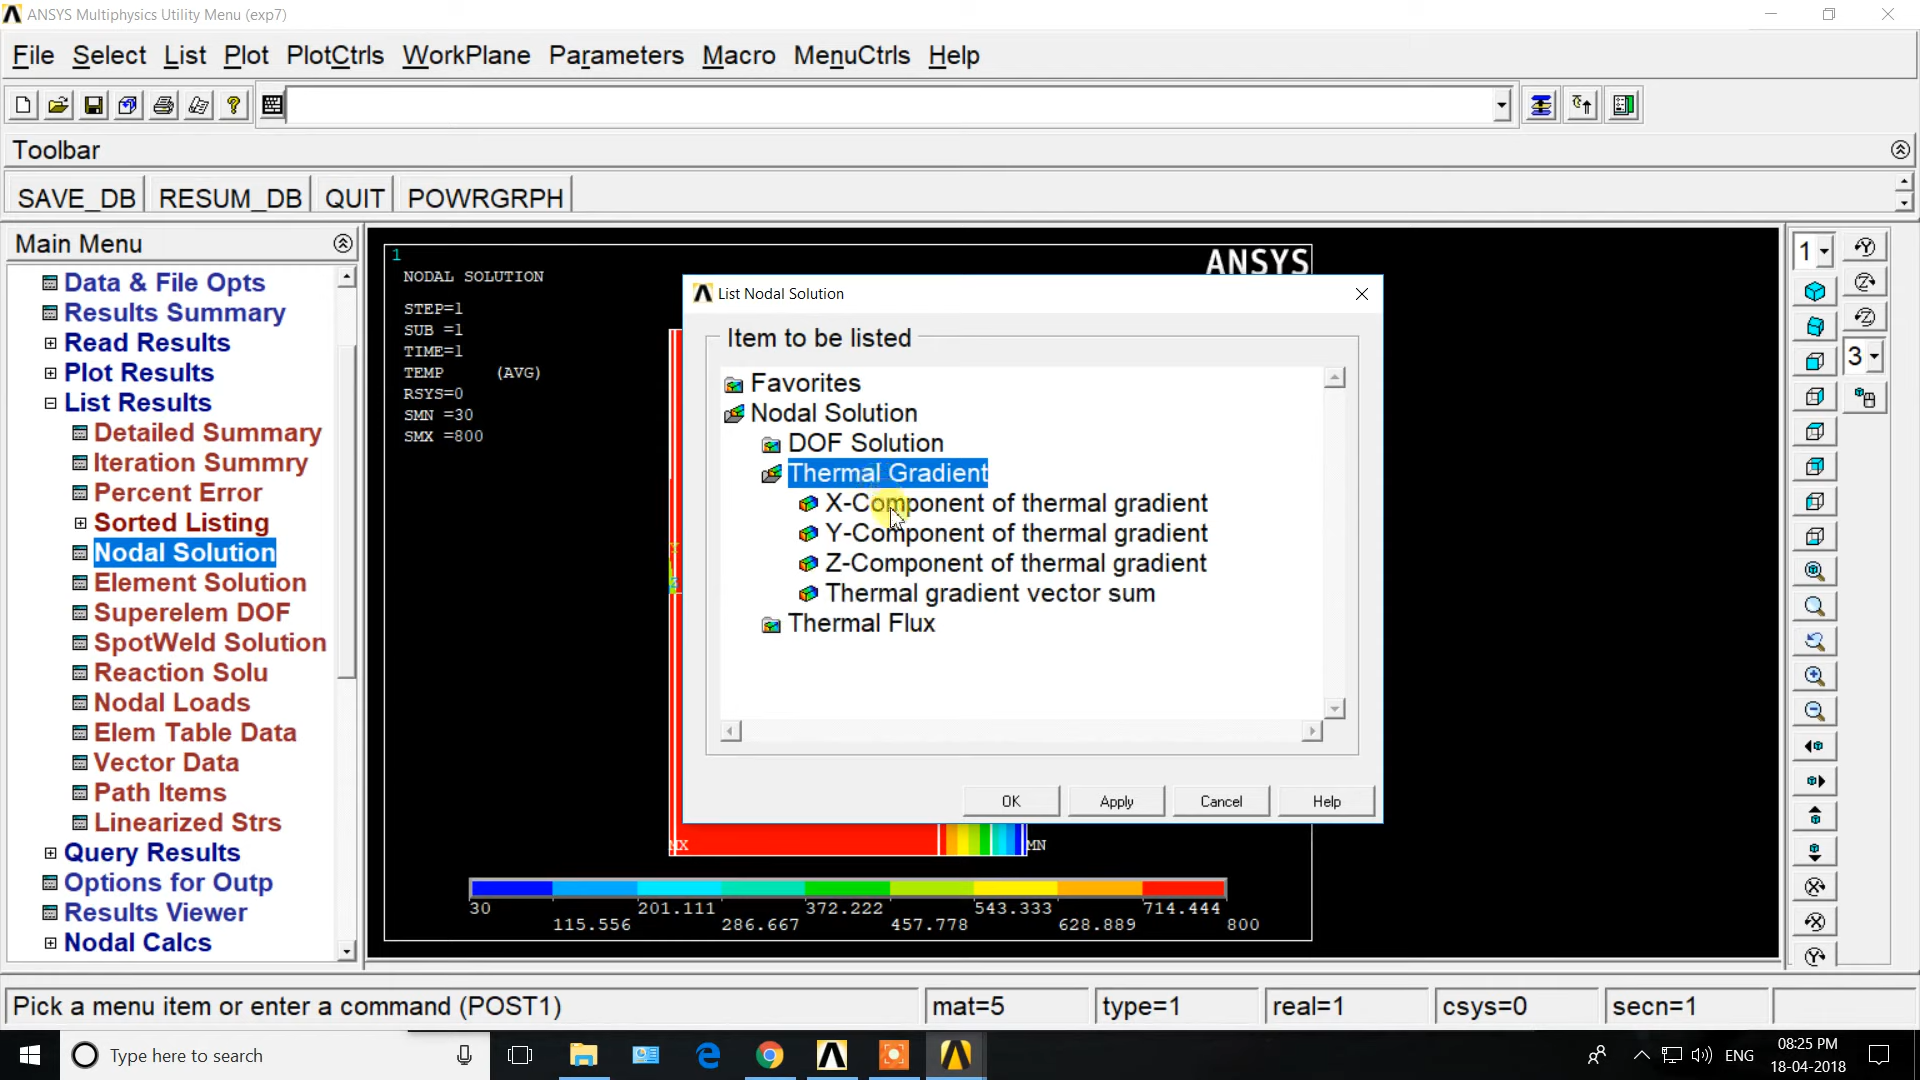 ANSYS Multiphysics Utility Menu (exp7)
File Select List Plot PlotCtrls WorkPlane Parameters Macro MenuCtrls Help
Toolbar
SAVE_DB RESUM_DB QUIT POWRGRPH
Main Menu
Data & File Opts
Results Summary
Read Results
Plot Results
List Results
Detailed Summary
Iteration Summry
Percent Error
Sorted Listing
Nodal Solution
Element Solution
Superelem DOF
SpotWeld Solution
Reaction Solu
Nodal Loads
Elem Table Data
Vector Data
Path Items
Linearized Strs
Query Results
Options for Outp
Results Viewer
Nodal Calcs
1
NODAL SOLUTION
STEP=1
SUB =1
TIME=1
TEMP (AVG)
RSYS=0
SMN =30
SMX =800
ANSYS
List Nodal Solution
Item to be listed
Favorites
Nodal Solution
DOF Solution
Thermal Gradient
X-Component of thermal gradient
Y-Component of thermal gradient
Z-Component of thermal gradient
Thermal gradient vector sum
Thermal Flux
OK Apply Cancel Help
MX MN
30 201.111 372.222 543.333 714.444
115.556 286.667 457.778 628.889 800
1
3
Pick a menu item or enter a command (POST1) mat=5 type=1 real=1 csys=0 secn=1
Type here to search
ENG
08:25 PM
18-04-2018